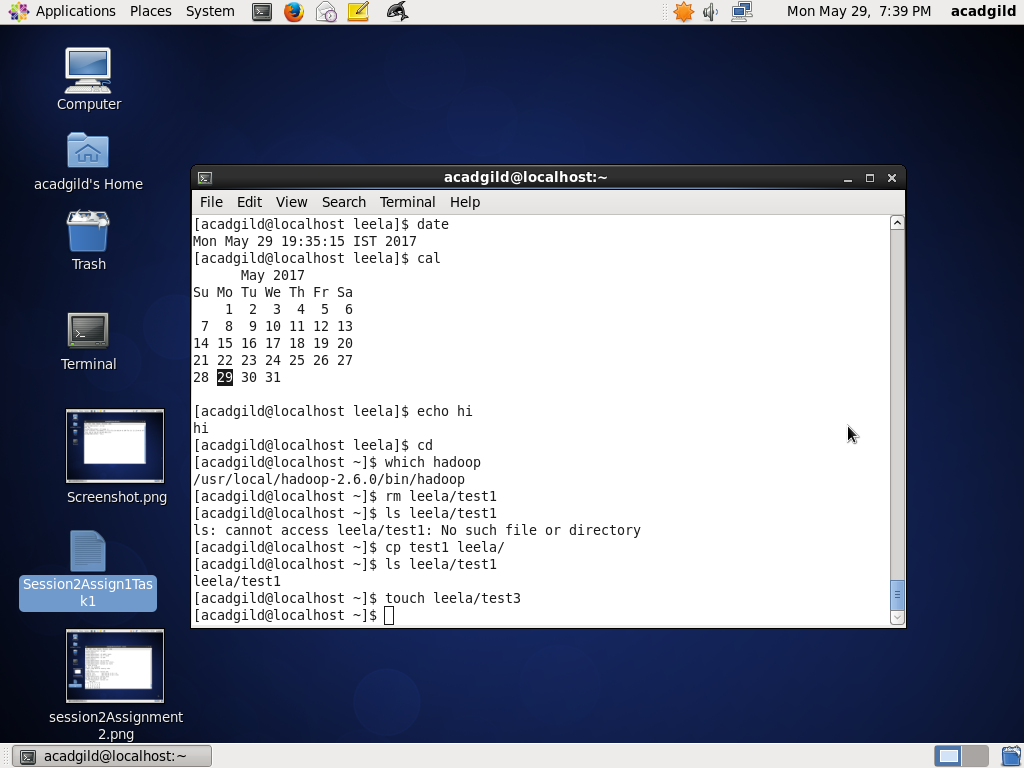 Applications Places System Mon May 29, 7:39 PM acadgild
Computer
acadgild's Home
Trash
Terminal
Screenshot.png
Session2Assign1Tas
k1
session2Assignment
2.png
acadgild@localhost:~
File Edit View Search Terminal Help
[acadgild@localhost leela]$ date
Mon May 29 19:35:15 IST 2017
[acadgild@localhost leela]$ cal
      May 2017
Su Mo Tu We Th Fr Sa
    1  2  3  4  5  6
 7  8  9 10 11 12 13
14 15 16 17 18 19 20
21 22 23 24 25 26 27
28 29 30 31
[acadgild@localhost leela]$ echo hi
hi
[acadgild@localhost leela]$ cd
[acadgild@localhost ~]$ which hadoop
/usr/local/hadoop-2.6.0/bin/hadoop
[acadgild@localhost ~]$ rm leela/test1
[acadgild@localhost ~]$ ls leela/test1
ls: cannot access leela/test1: No such file or directory
[acadgild@localhost ~]$ cp test1 leela/
[acadgild@localhost ~]$ ls leela/test1
leela/test1
[acadgild@localhost ~]$ touch leela/test3
[acadgild@localhost ~]$
acadgild@localhost:~